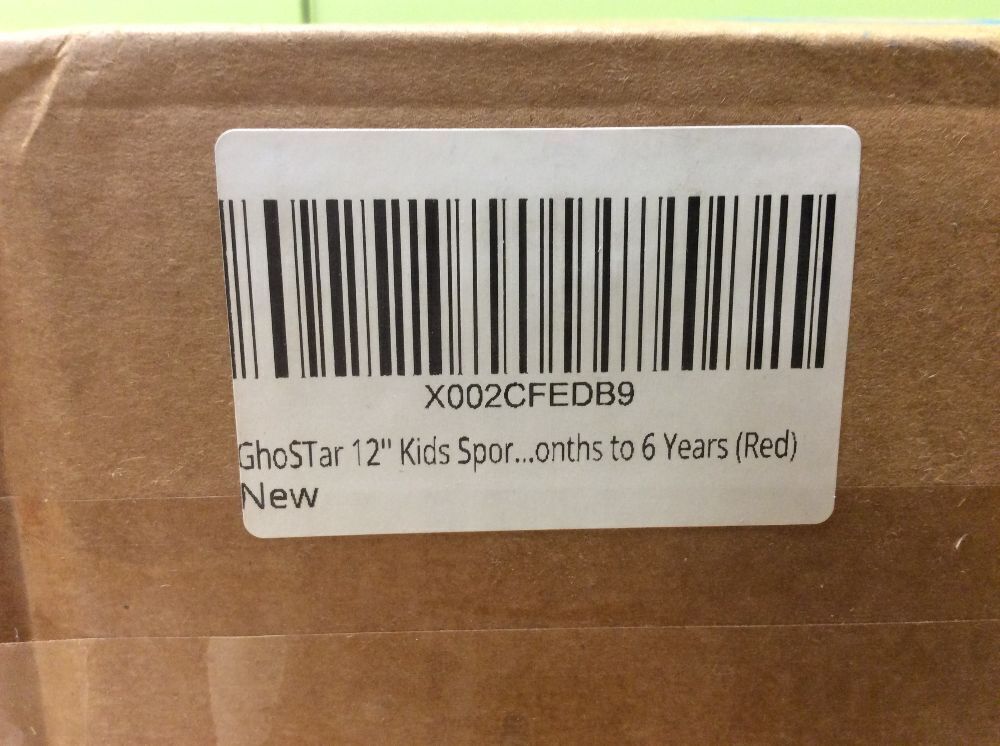 X002CFEDB9
GhoSTar 12" Kids Spor...onths to 6 Years (Red)
New